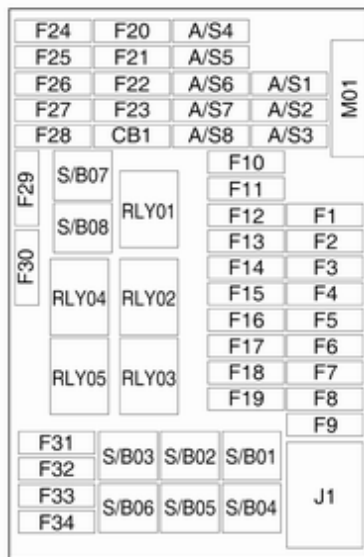 F24 F20 A/S4
F25 F21 A/S5
F26 F22 A/S6 A/S1
F27 F23 A/S7 A/S2
F28 CB1 A/S8 A/S3
M01
F29
F30
S/B07
S/B08
RLY01
RLY04 RLY02
RLY05 RLY03
F10
F11
F12 F1
F13 F2
F14 F3
F15 F4
F16 F5
F17 F6
F18 F7
F19 F8
F9
F31
F32
F33
F34
S/B03 S/B02 S/B01
S/B06 S/B05 S/B04
J1